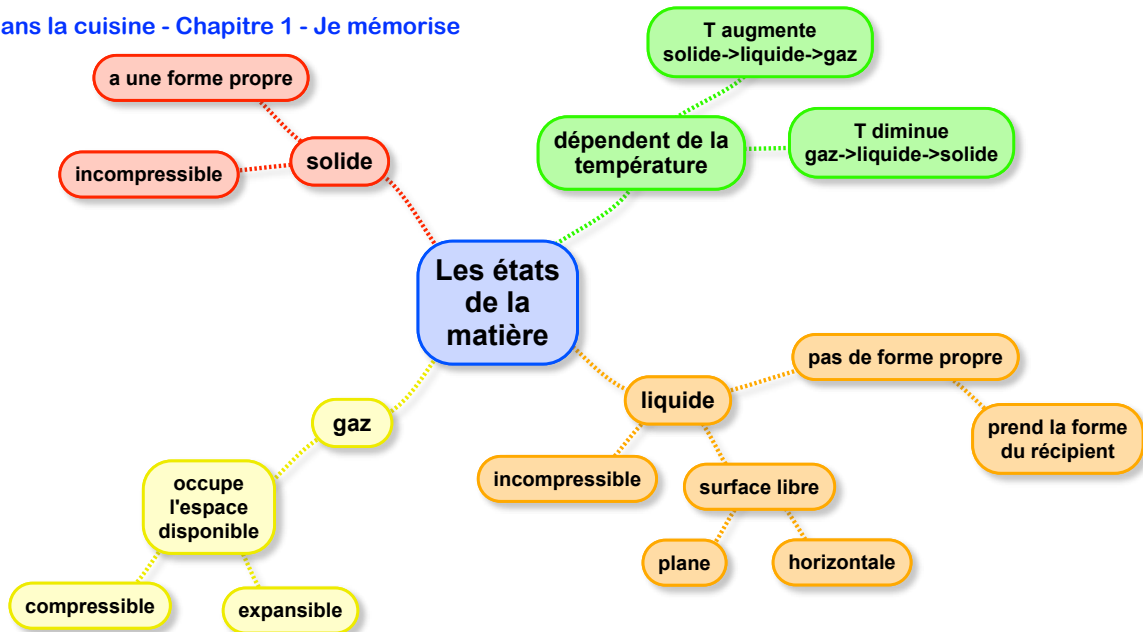 ans la cuisine - Chapitre 1 - Je mémorise
T augmente
solide->liquide->gaz
a une forme propre
T diminue
gaz->liquide->solide
dépendent de la
température
solide
incompressible
Les états
de la
matière
pas de forme propre
liquide
gaz
prend la forme
du récipient
incompressible
surface libre
occupe
l'espace
disponible
plane
horizontale
compressible
expansible